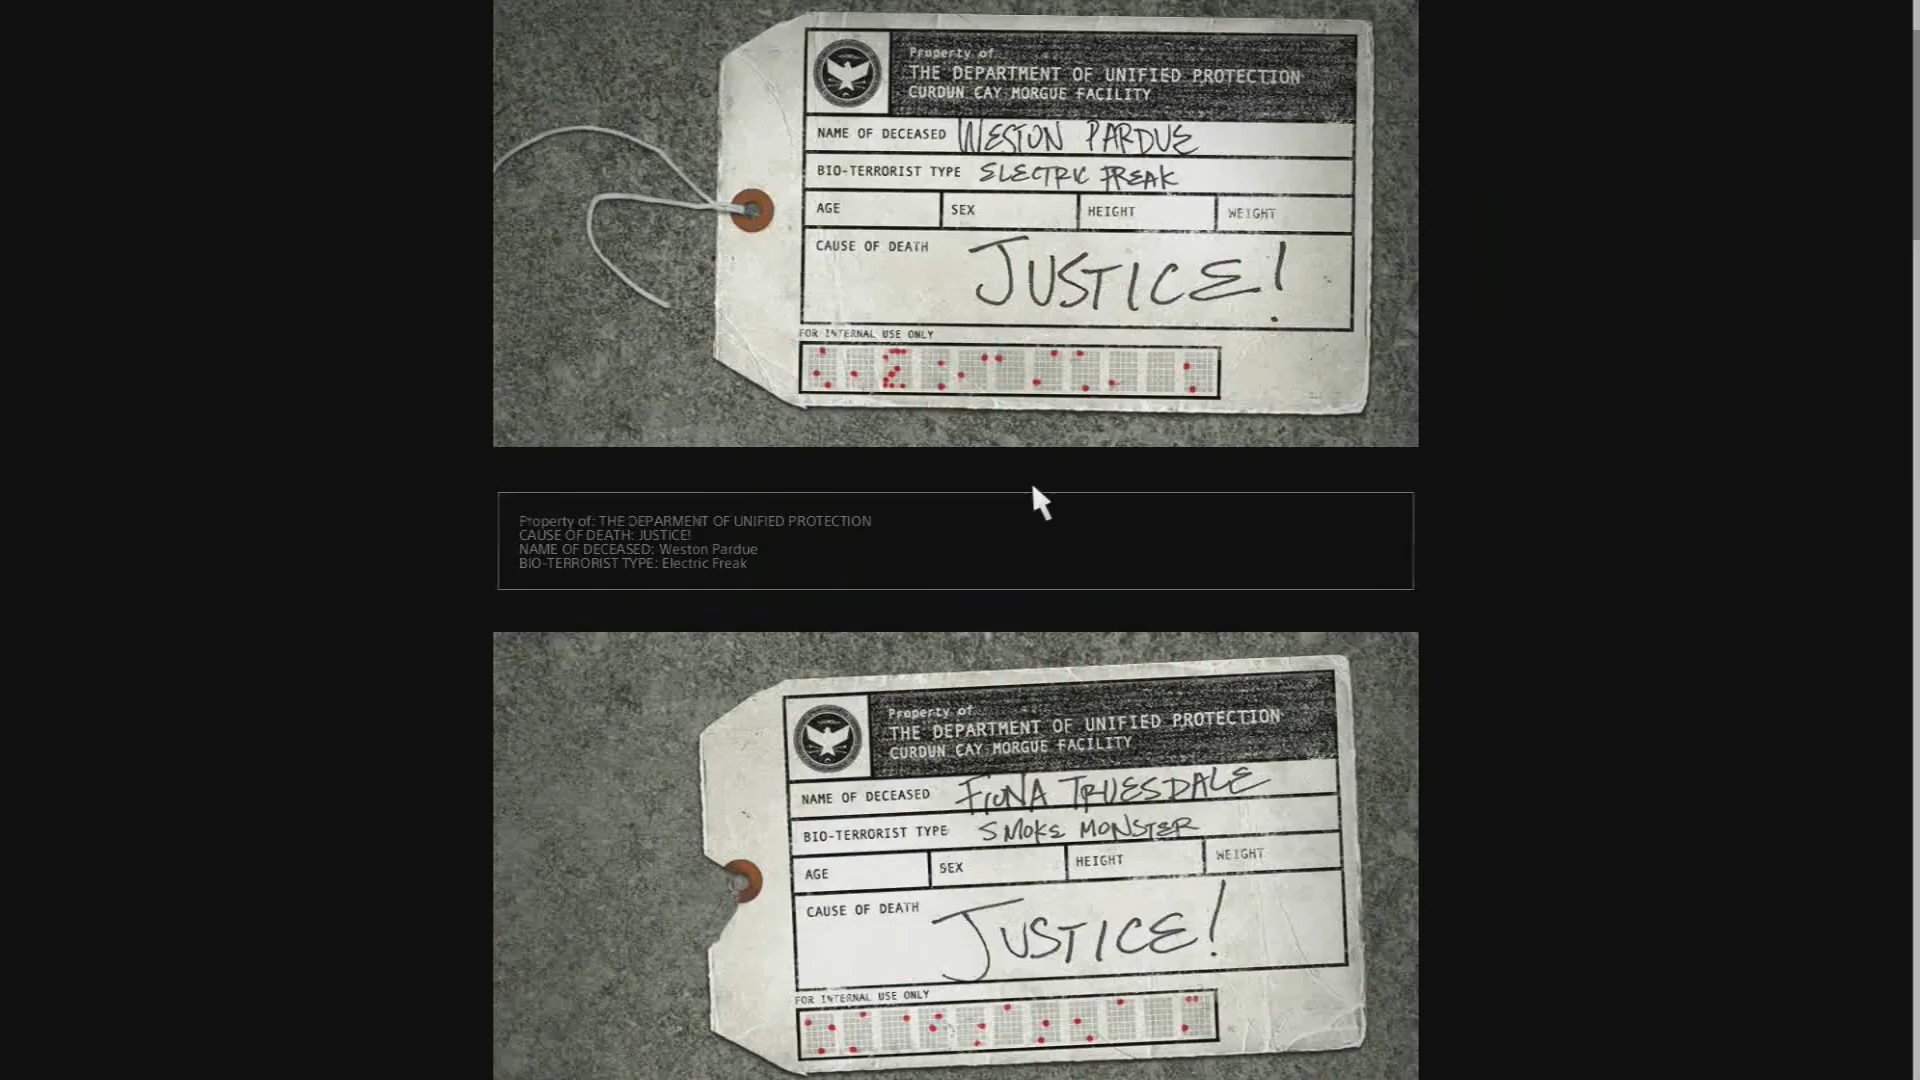 Property of
THE DEPARTMENT OF UNIFIED PROTECTION
CURDUN CAY MORGUE FACILITY
NAME OF DECEASED WESTON PARDUE
BIO-TERRORIST TYPE ELECTRIC FREAK
AGE SEX HEIGHT WEIGHT
CAUSE OF DEATH JUSTICE!
FOR INTERNAL USE ONLY
Property of: THE DEPARMENT OF UNIFIED PROTECTION
CAUSE OF DEATH: JUSTICE!
NAME OF DECEASED: Weston Pardue
BIO-TERRORIST TYPE: Electric Freak
Property of
THE DEPARTMENT OF UNIFIED PROTECTION
CURDUN CAY MORGUE FACILITY
NAME OF DECEASED FIONA TRUESDALE
BIO-TERRORIST TYPE SMOKE MONSTER
AGE SEX HEIGHT WEIGHT
CAUSE OF DEATH JUSTICE!
FOR INTERNAL USE ONLY